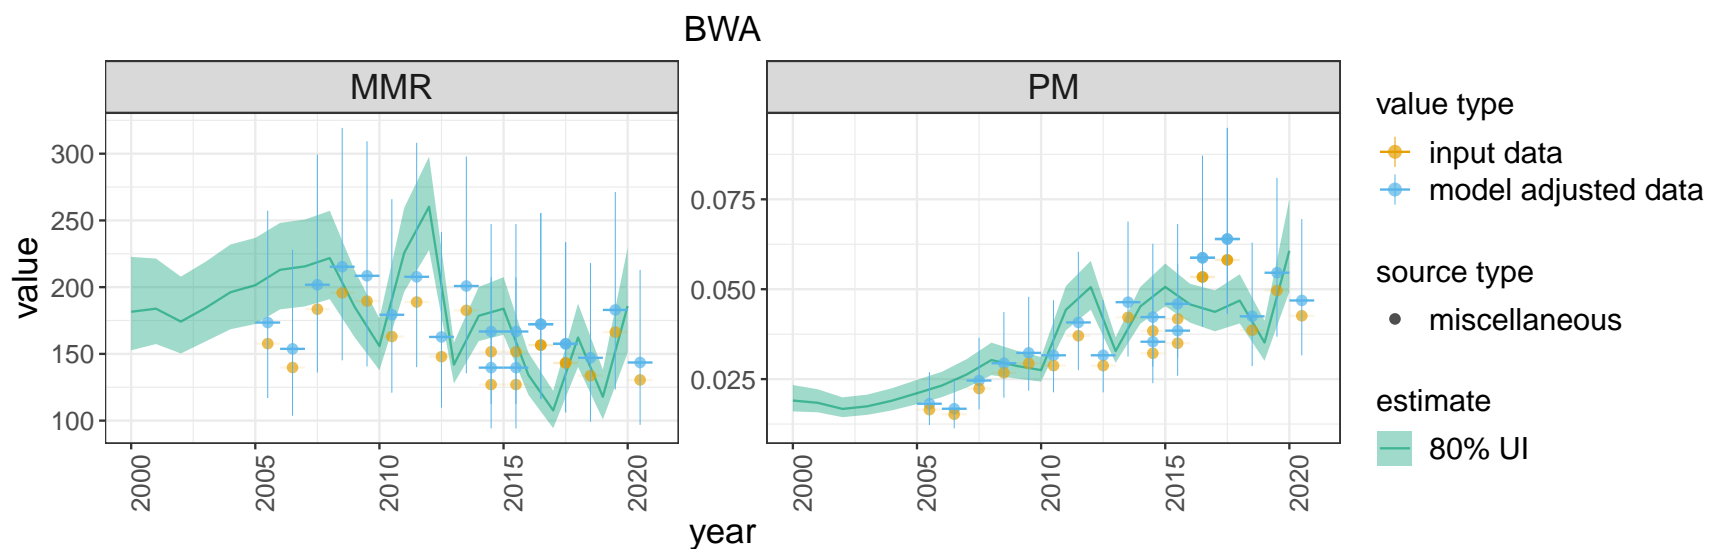 BWA
MMR
PM
value
300
250
200
150
100
0.075
0.050
0.025
2000
2005
2010
2015
2020
2000
2005
2010
2015
2020
year
value type
input data
model adjusted data
source type
miscellaneous
estimate
80% UI